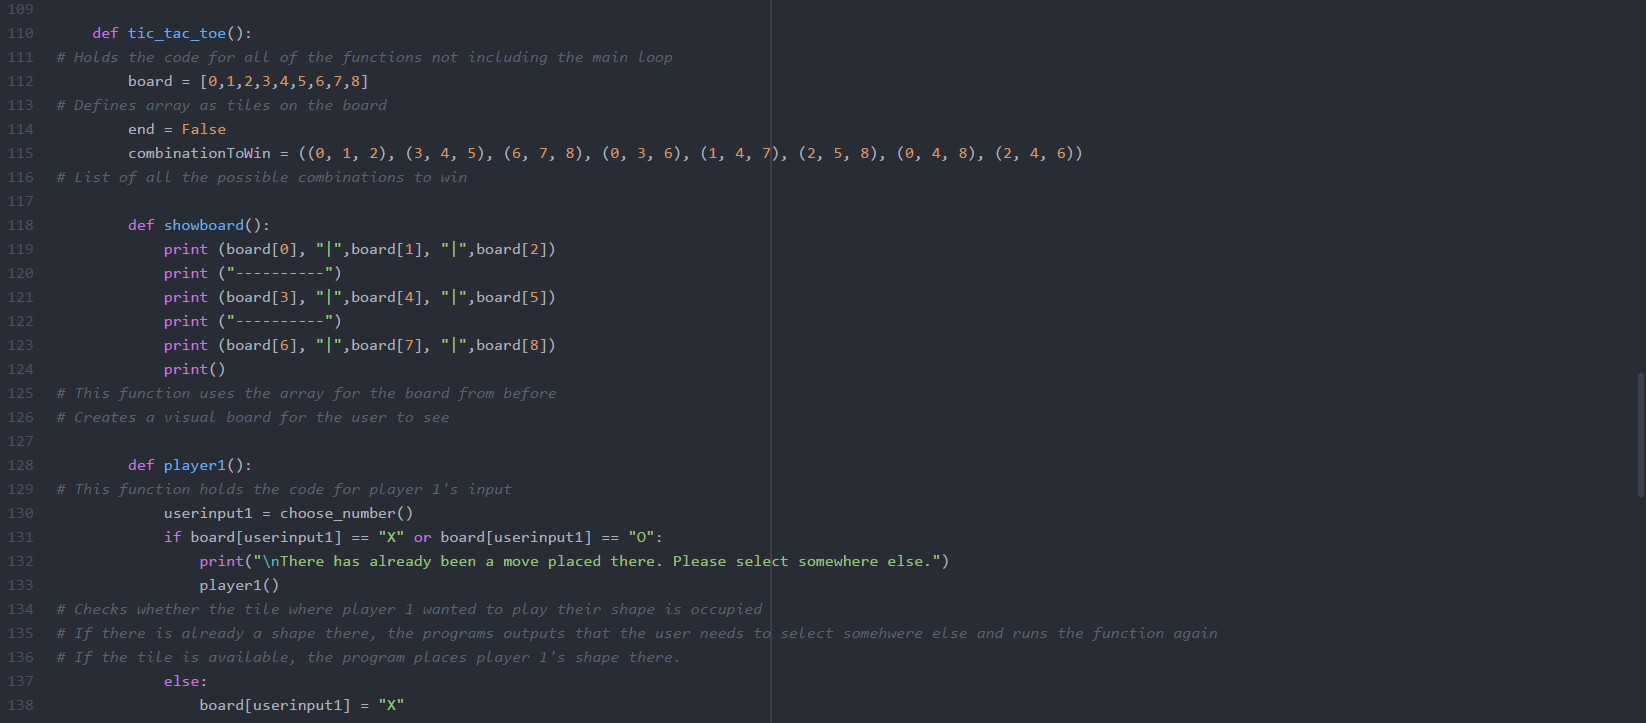 109
110 def tic_tac_toe():
111 # Holds the code for all of the functions not including the main loop
112 board = [0,1,2,3,4,5,6,7,8]
113 # Defines array as tiles on the board
114 end = False
115 combinationToWin = ((0, 1, 2), (3, 4, 5), (6, 7, 8), (0, 3, 6), (1, 4, 7), (2, 5, 8), (0, 4, 8), (2, 4, 6))
116 # List of all the possible combinations to win
117
118 def showboard():
119 print (board[0], "|",board[1], "|",board[2])
120 print ("----------")
121 print (board[3], "|",board[4], "|",board[5])
122 print ("----------")
123 print (board[6], "|",board[7], "|",board[8])
124 print()
125 # This function uses the array for the board from before
126 # Creates a visual board for the user to see
127
128 def player1():
129 # This function holds the code for player 1's input
130 userinput1 = choose_number()
131 if board[userinput1] == "X" or board[userinput1] == "O":
132 print("\nThere has already been a move placed there. Please select somewhere else.")
133 player1()
134 # Checks whether the tile where player 1 wanted to play their shape is occupied
135 # If there is already a shape there, the programs outputs that the user needs to select somehwere else and runs the function again
136 # If the tile is available, the program places player 1's shape there.
137 else:
138 board[userinput1] = "X"